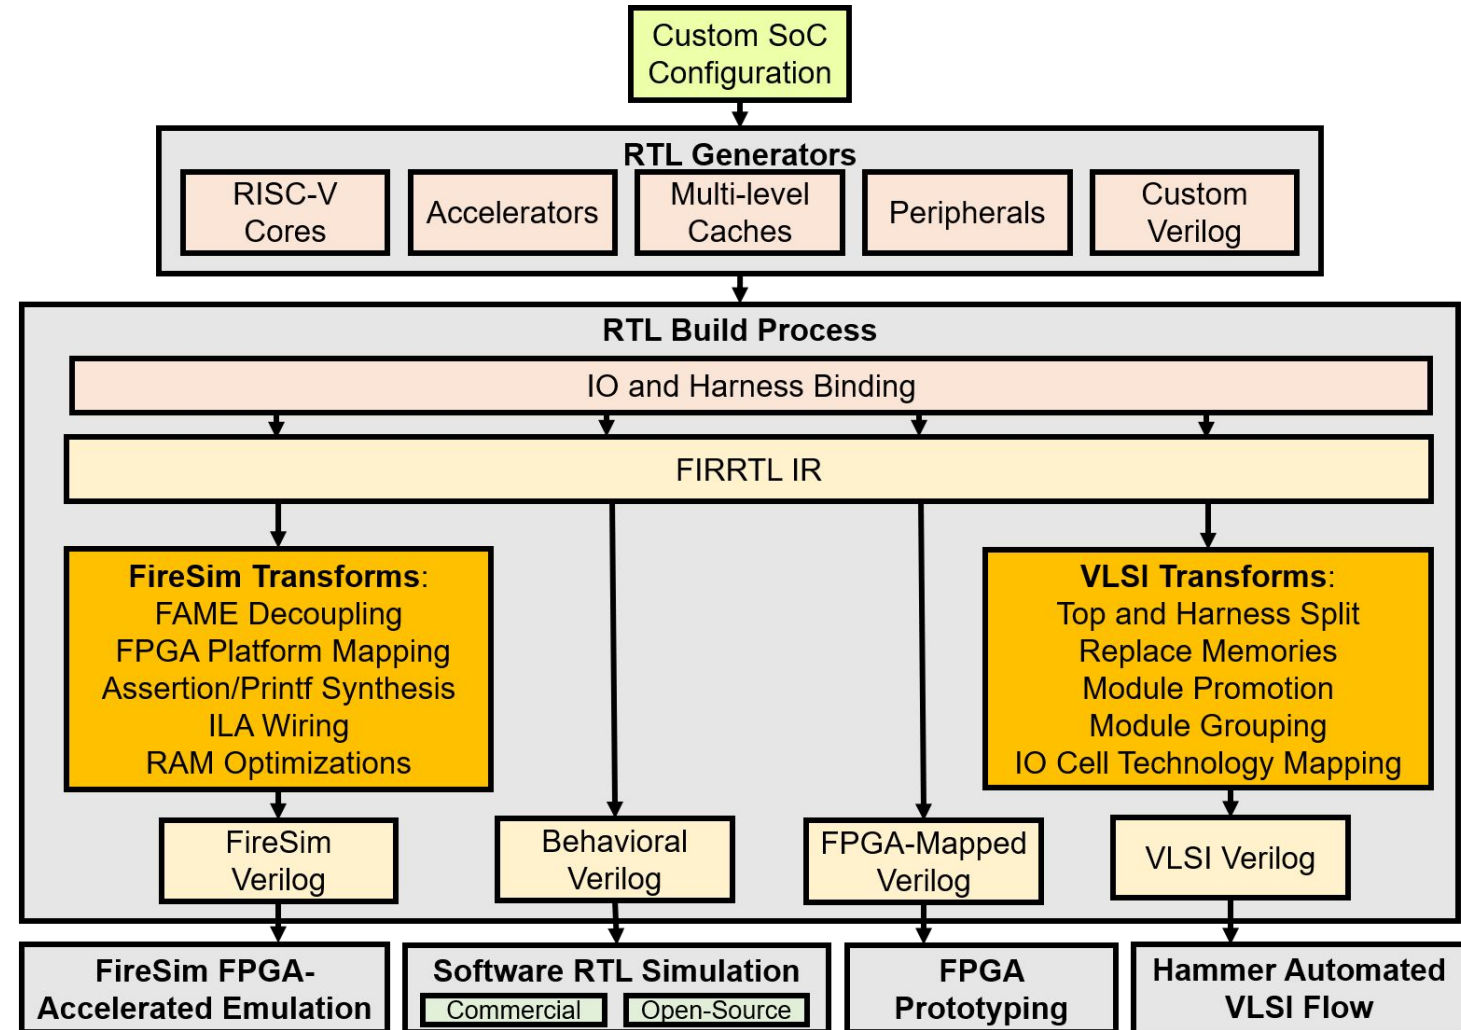 Custom SoC
Configuration
RTL Generators
RISC-V
Cores
Accelerators
Multi-level
Caches
Peripherals
Custom
Verilog
RTL Build Process
IO and Harness Binding
FIRRTL IR
FireSim Transforms:
FAME Decoupling
FPGA Platform Mapping
Assertion/Printf Synthesis
ILA Wiring
RAM Optimizations
VLSI Transforms:
Top and Harness Split
Replace Memories
Module Promotion
Module Grouping
IO Cell Technology Mapping
FireSim
Verilog
Behavioral
Verilog
FPGA-Mapped
Verilog
VLSI Verilog
FireSim FPGA-
Accelerated Emulation
Software RTL Simulation
Commercial
Open-Source
FPGA
Prototyping
Hammer Automated
VLSI Flow